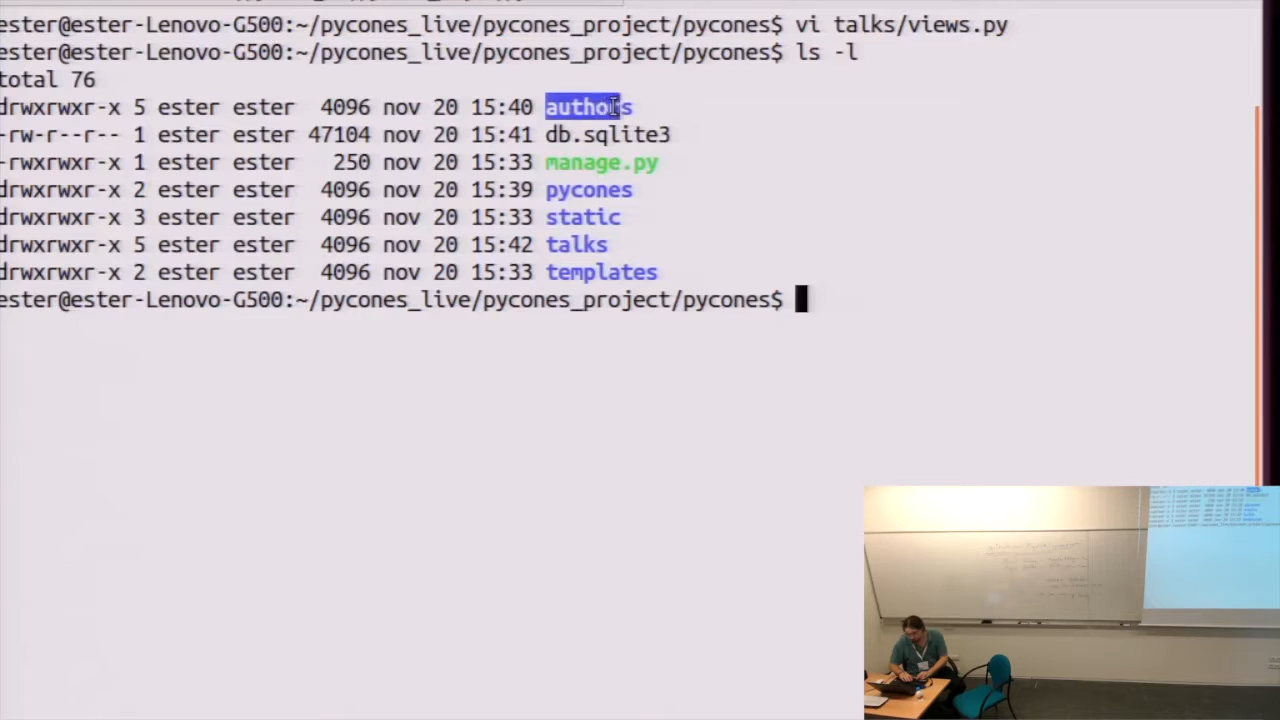 ester@ester-Lenovo-G500:~/pycones_live/pycones_project/pycones$ vi talks/views.py
ester@ester-Lenovo-G500:~/pycones_live/pycones_project/pycones$ ls -l
total 76
drwxrwxr-x 5 ester ester 4096 nov 20 15:40 authors
-rw-r--r-- 1 ester ester 47104 nov 20 15:41 db.sqlite3
-rwxrwxr-x 1 ester ester 250 nov 20 15:33 manage.py
drwxrwxr-x 2 ester ester 4096 nov 20 15:39 pycones
drwxrwxr-x 3 ester ester 4096 nov 20 15:33 static
drwxrwxr-x 5 ester ester 4096 nov 20 15:42 talks
drwxrwxr-x 2 ester ester 4096 nov 20 15:33 templates
ester@ester-Lenovo-G500:~/pycones_live/pycones_project/pycones$